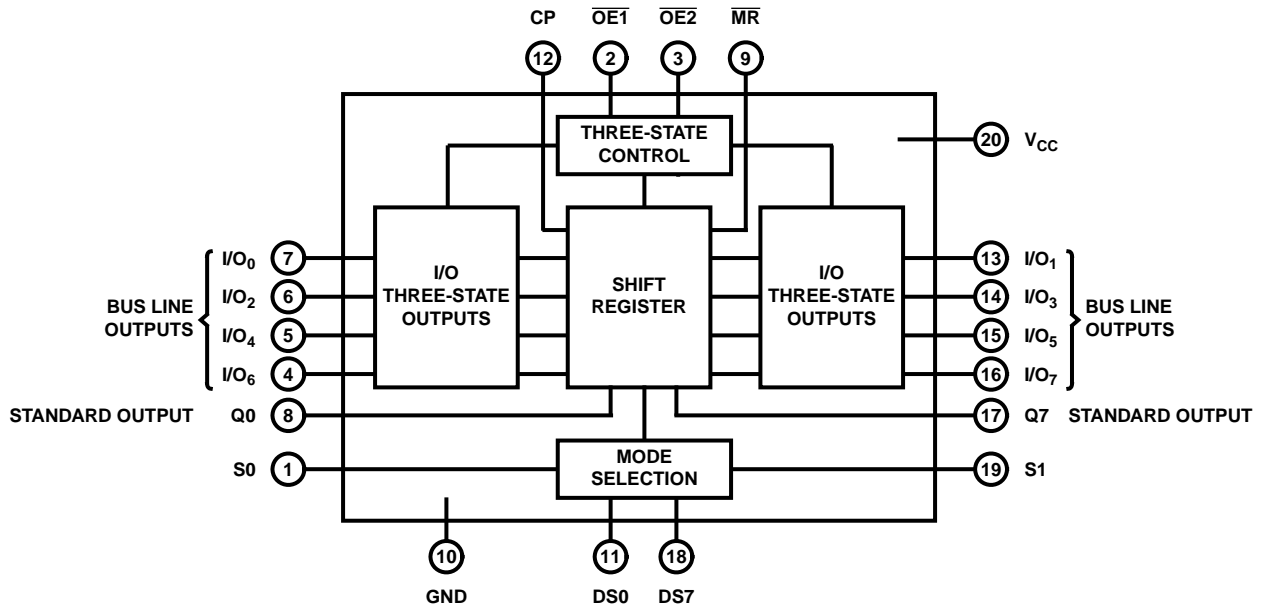 CP OE1 OE2 MR
12 2 3 9
THREE-STATE
CONTROL
20 VCC
I/O0 7
I/O2 6
I/O4 5
I/O6 4
BUS LINE
OUTPUTS
I/O
THREE-STATE
OUTPUTS
SHIFT
REGISTER
I/O
THREE-STATE
OUTPUTS
13 I/O1
14 I/O3
15 I/O5
16 I/O7
BUS LINE
OUTPUTS
STANDARD OUTPUT Q0 8
17 Q7 STANDARD OUTPUT
S0 1
MODE
SELECTION
19 S1
10 11 18
GND DS0 DS7